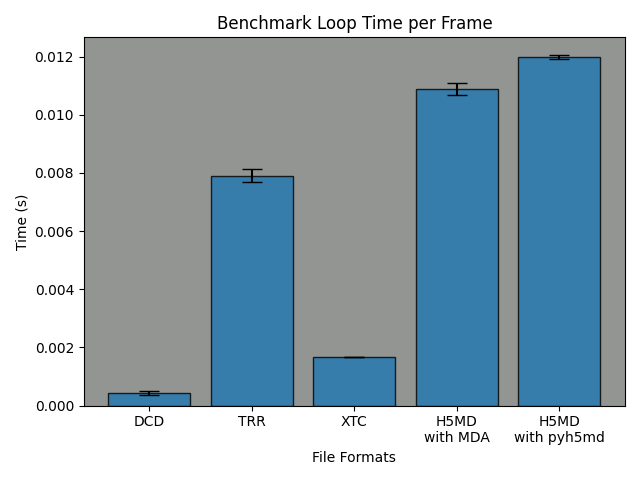 Benchmark Loop Time per Frame
0.012
0.010
0.008
0.006
0.004
0.002
0.000
Time (s)
DCD
TRR
XTC
H5MD
with MDA
H5MD
with pyh5md
File Formats